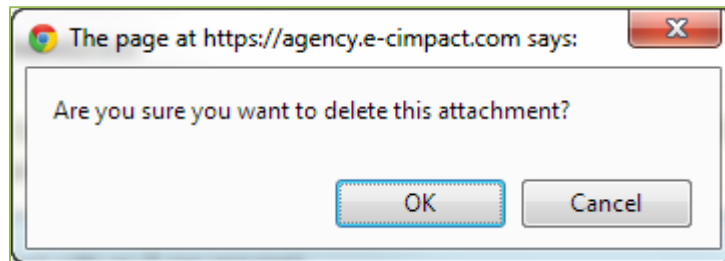 The page at https://agency.e-cimpact.com says:
Are you sure you want to delete this attachment?
OK Cancel